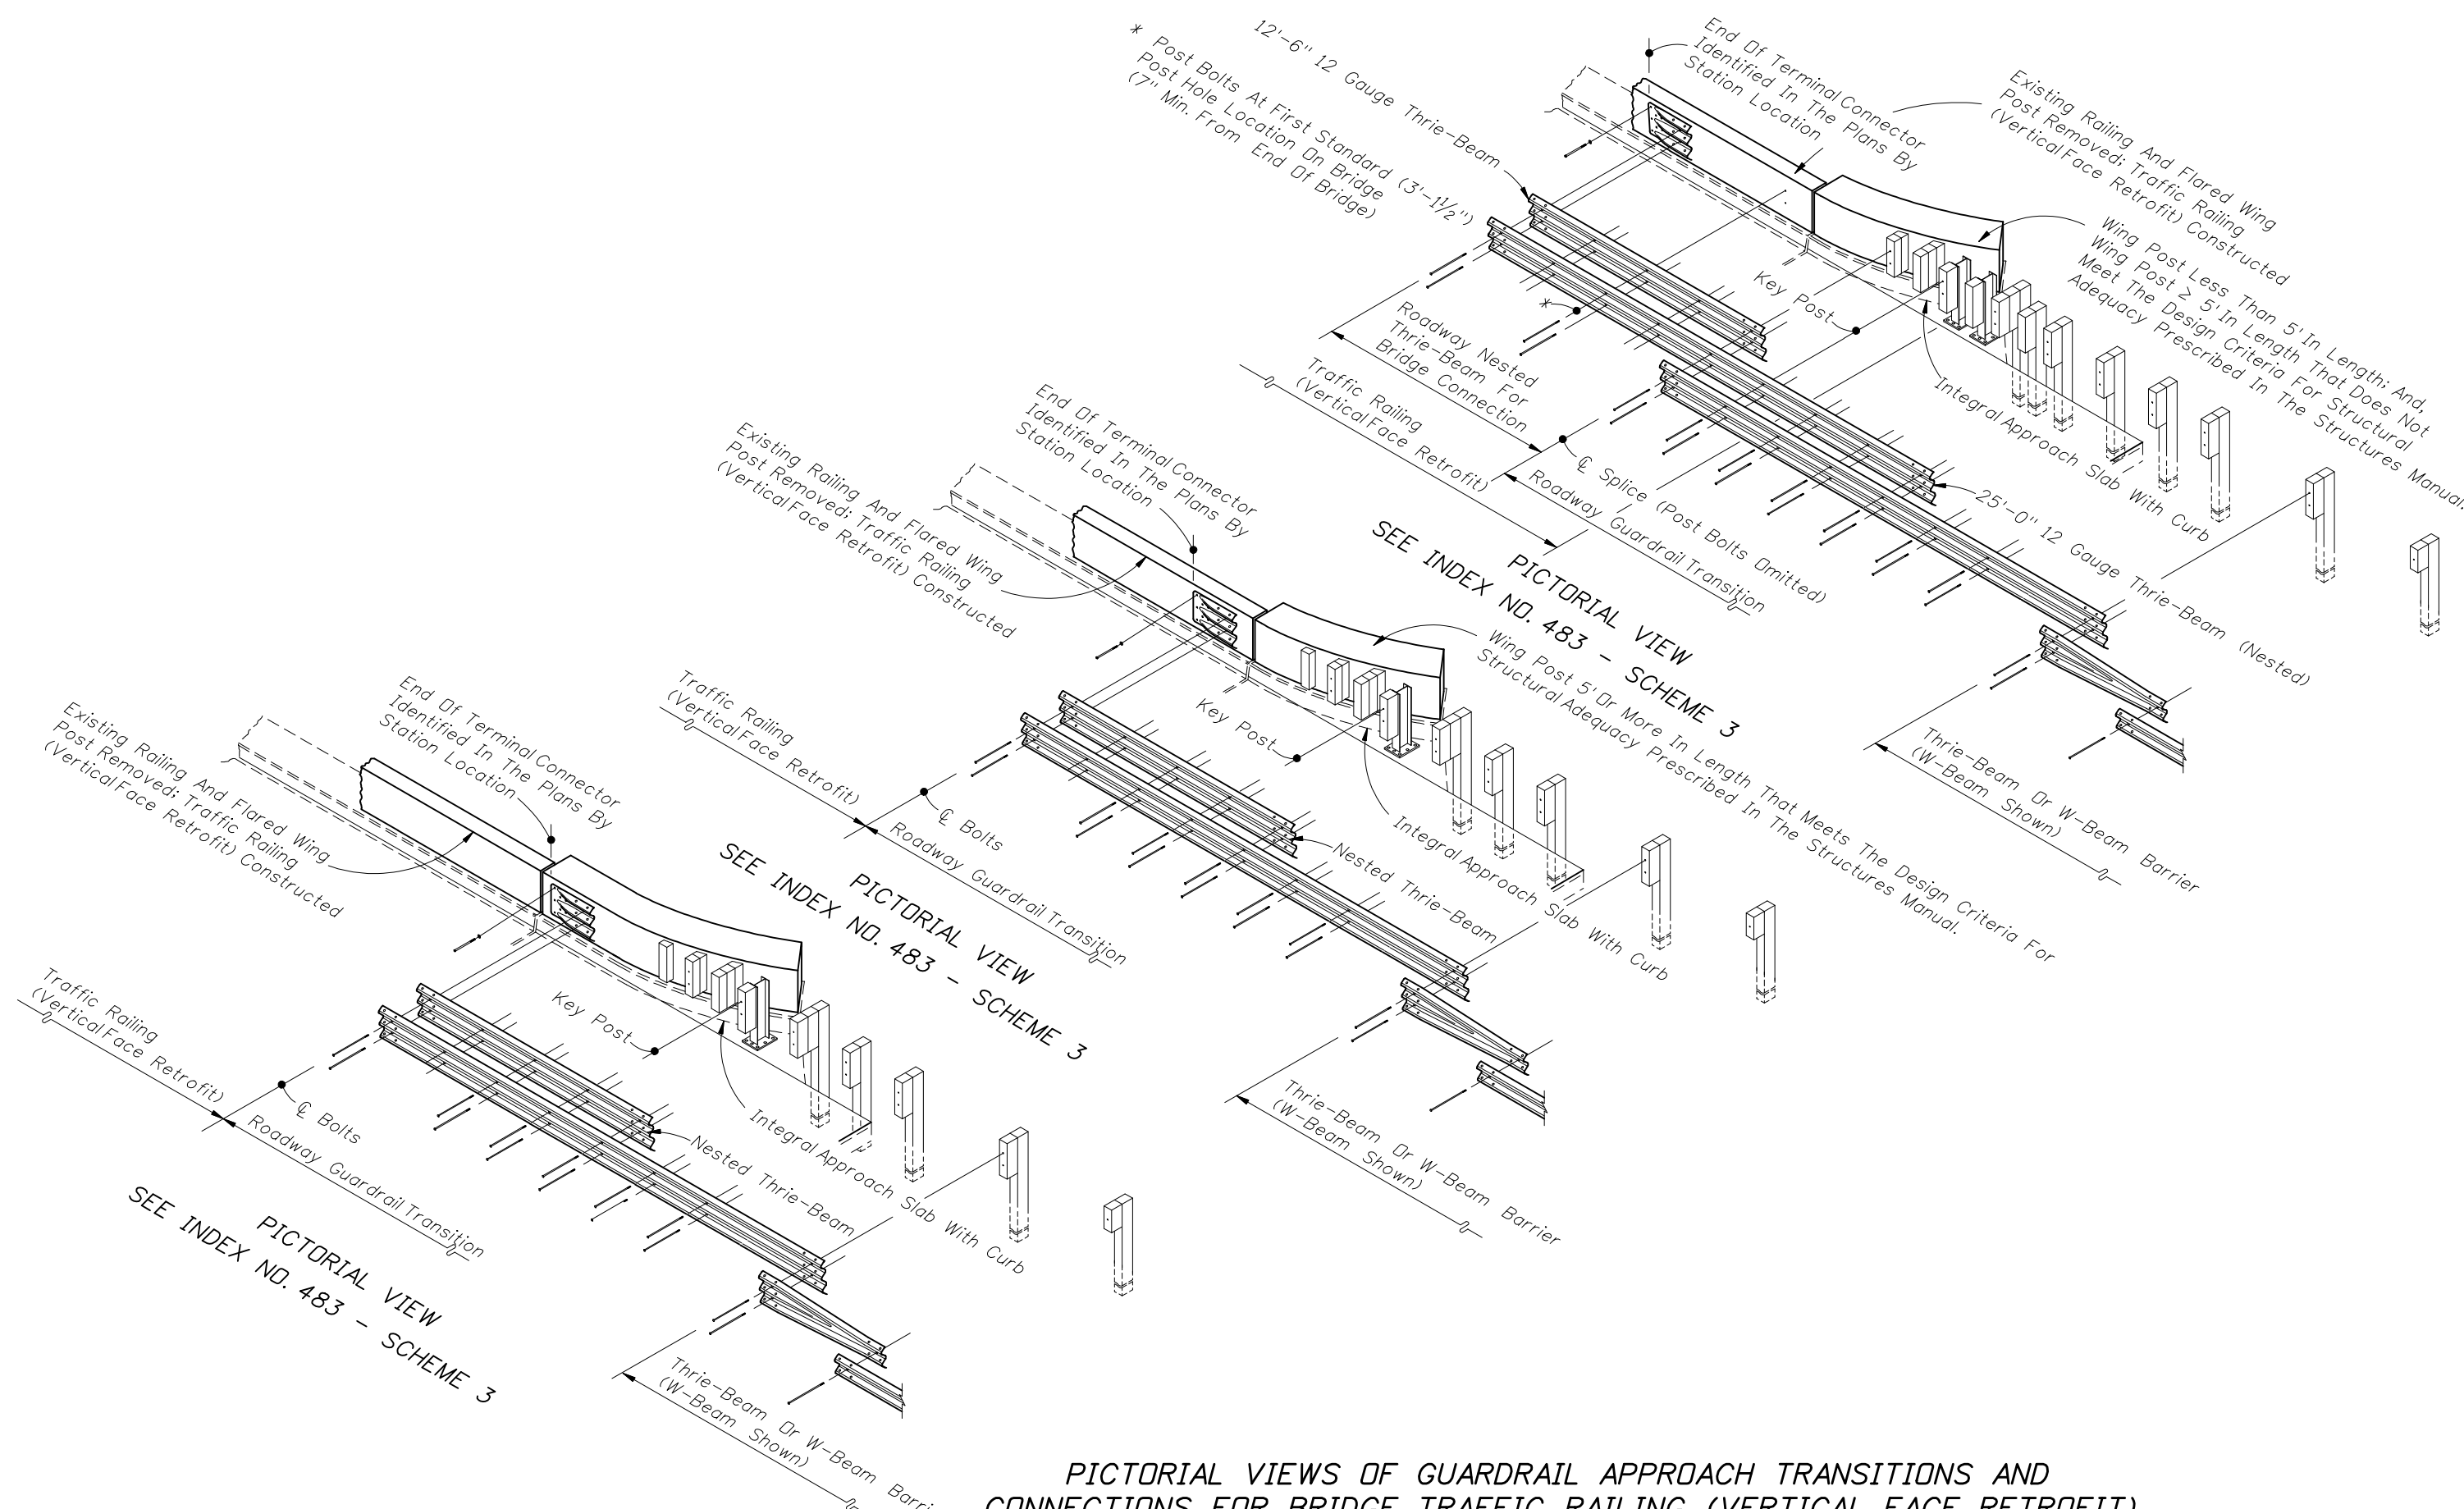 12'-6" 12 Gauge Thrie-Beam
* Post Bolts At First Standard (3'-1½")
Post Hole Location On Bridge
(7" Min. From End Of Bridge)
End Of Terminal Connector
Identified In The Plans By
Station Location
Existing Railing And Flared Wing
Post Removed; Traffic Railing
(Vertical Face Retrofit) Constructed
Wing Post Less Than 5' In Length; And,
Wing Post ≥ 5' In Length That Does Not
Meet The Design Criteria For Structural
Adequacy Prescribed In The Structures Manual.
Key Post
*
Roadway Nested
Thrie-Beam For
Bridge Connection
Traffic Railing
(Vertical Face Retrofit)
Integral Approach Slab With Curb
℄ Splice (Post Bolts Omitted)
Roadway Guardrail Transition
25'-0" 12 Gauge Thrie-Beam (Nested)
Thrie-Beam Or W-Beam Barrier
(W-Beam Shown)
PICTORIAL VIEW
SEE INDEX NO. 483 - SCHEME 3
End Of Terminal Connector
Identified In The Plans By
Station Location
Existing Railing And Flared Wing
Post Removed; Traffic Railing
(Vertical Face Retrofit) Constructed
Wing Post 5' Or More In Length That Meets The Design Criteria For
Structural Adequacy Prescribed In The Structures Manual.
Traffic Railing
(Vertical Face Retrofit)
Key Post
℄ Bolts
Roadway Guardrail Transition
Integral Approach Slab With Curb
Nested Thrie-Beam
Thrie-Beam Or W-Beam Barrier
(W-Beam Shown)
PICTORIAL VIEW
SEE INDEX NO. 483 - SCHEME 3
End Of Terminal Connector
Identified In The Plans By
Station Location
Existing Railing And Flared Wing
Post Removed; Traffic Railing
(Vertical Face Retrofit) Constructed
Traffic Railing
(Vertical Face Retrofit)
Key Post
℄ Bolts
Roadway Guardrail Transition
Integral Approach Slab With Curb
Nested Thrie-Beam
Thrie-Beam Or W-Beam Barri
(W-Beam Shown)
PICTORIAL VIEW
SEE INDEX NO. 483 - SCHEME 3
PICTORIAL VIEWS OF GUARDRAIL APPROACH TRANSITIONS AND
CONNECTIONS FOR BRIDGE TRAFFIC RAILING (VERTICAL FACE RETROFIT)